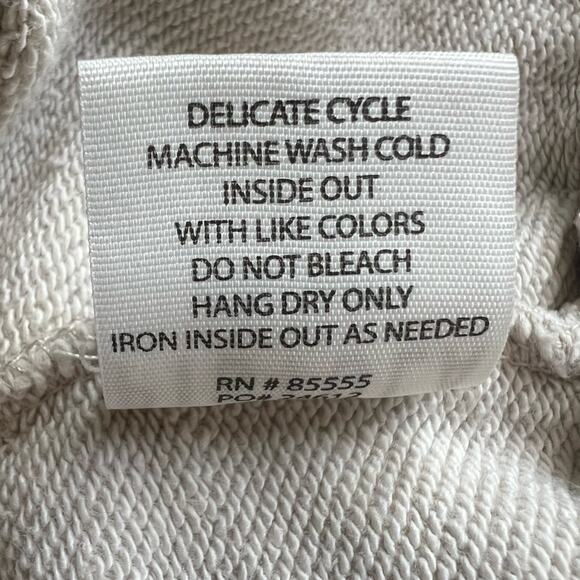 DELICATE CYCLE
MACHINE WASH COLD
INSIDE OUT
WITH LIKE COLORS
DO NOT BLEACH
HANG DRY ONLY
IRON INSIDE OUT AS NEEDED
RN # 85555
PO#